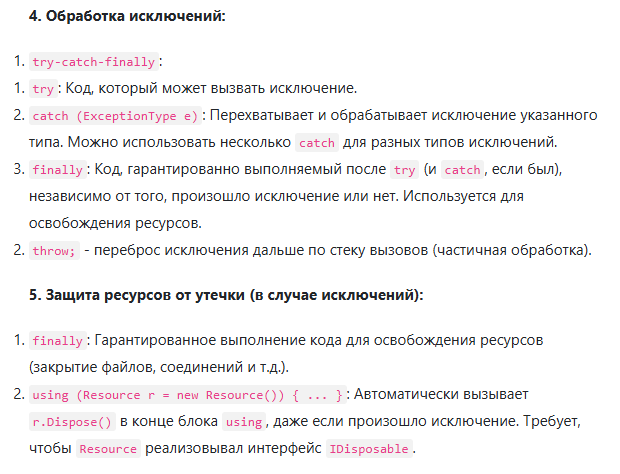 4. Обработка исключений:
1. try-catch-finally:
1. try: Код, который может вызвать исключение.
2. catch (ExceptionType e): Перехватывает и обрабатывает исключение указанного
типа. Можно использовать несколько catch для разных типов исключений.
3. finally: Код, гарантированно выполняемый после try (и catch, если был),
независимо от того, произошло исключение или нет. Используется для
освобождения ресурсов.
2. throw; - переброс исключения дальше по стеку вызовов (частичная обработка).
5. Защита ресурсов от утечки (в случае исключений):
1. finally: Гарантированное выполнение кода для освобождения ресурсов
(закрытие файлов, соединений и т.д.).
2. using (Resource r = new Resource()) { ... }: Автоматически вызывает
r.Dispose() в конце блока using, даже если произошло исключение. Требует,
чтобы Resource реализовывал интерфейс IDisposable.